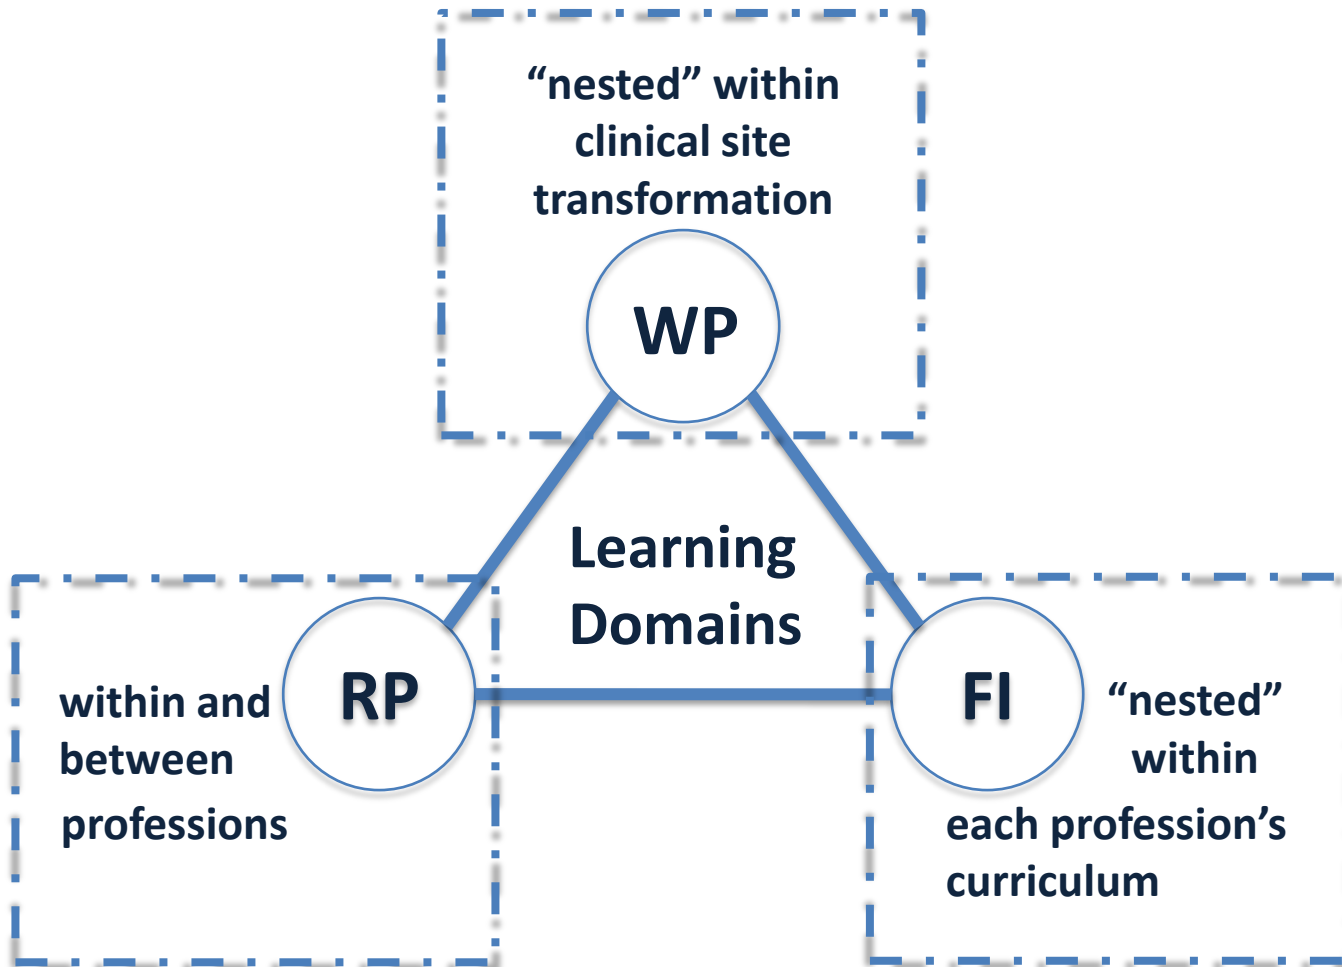 “nested” within
clinical site
transformation
WP
Learning
Domains
RP
within and
between
professions
FI
“nested”
within
each profession’s
curriculum